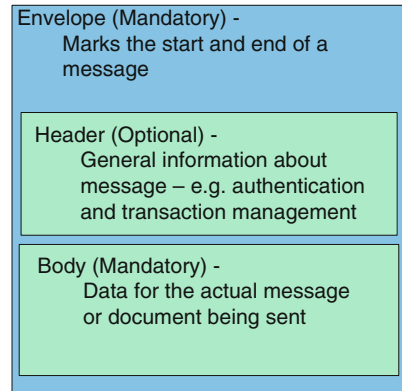 Envelope (Mandatory) -
Marks the start and end of a
message
Header (Optional) -
General information about
message – e.g. authentication
and transaction management
Body (Mandatory) -
Data for the actual message
or document being sent